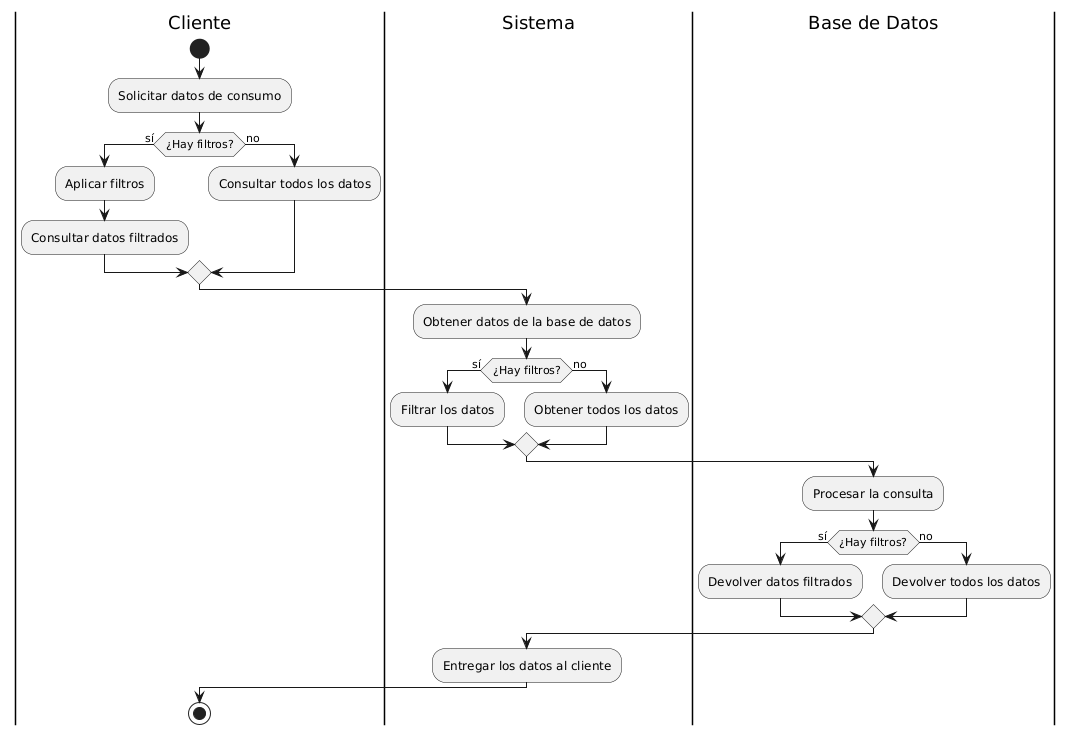 Cliente
Sistema
Base de Datos
Solicitar datos de consumo
¿Hay filtros?
sí
no
Aplicar filtros
Consultar todos los datos
Consultar datos filtrados
Obtener datos de la base de datos
¿Hay filtros?
sí
no
Filtrar los datos
Obtener todos los datos
Procesar la consulta
¿Hay filtros?
sí
no
Devolver datos filtrados
Devolver todos los datos
Entregar los datos al cliente